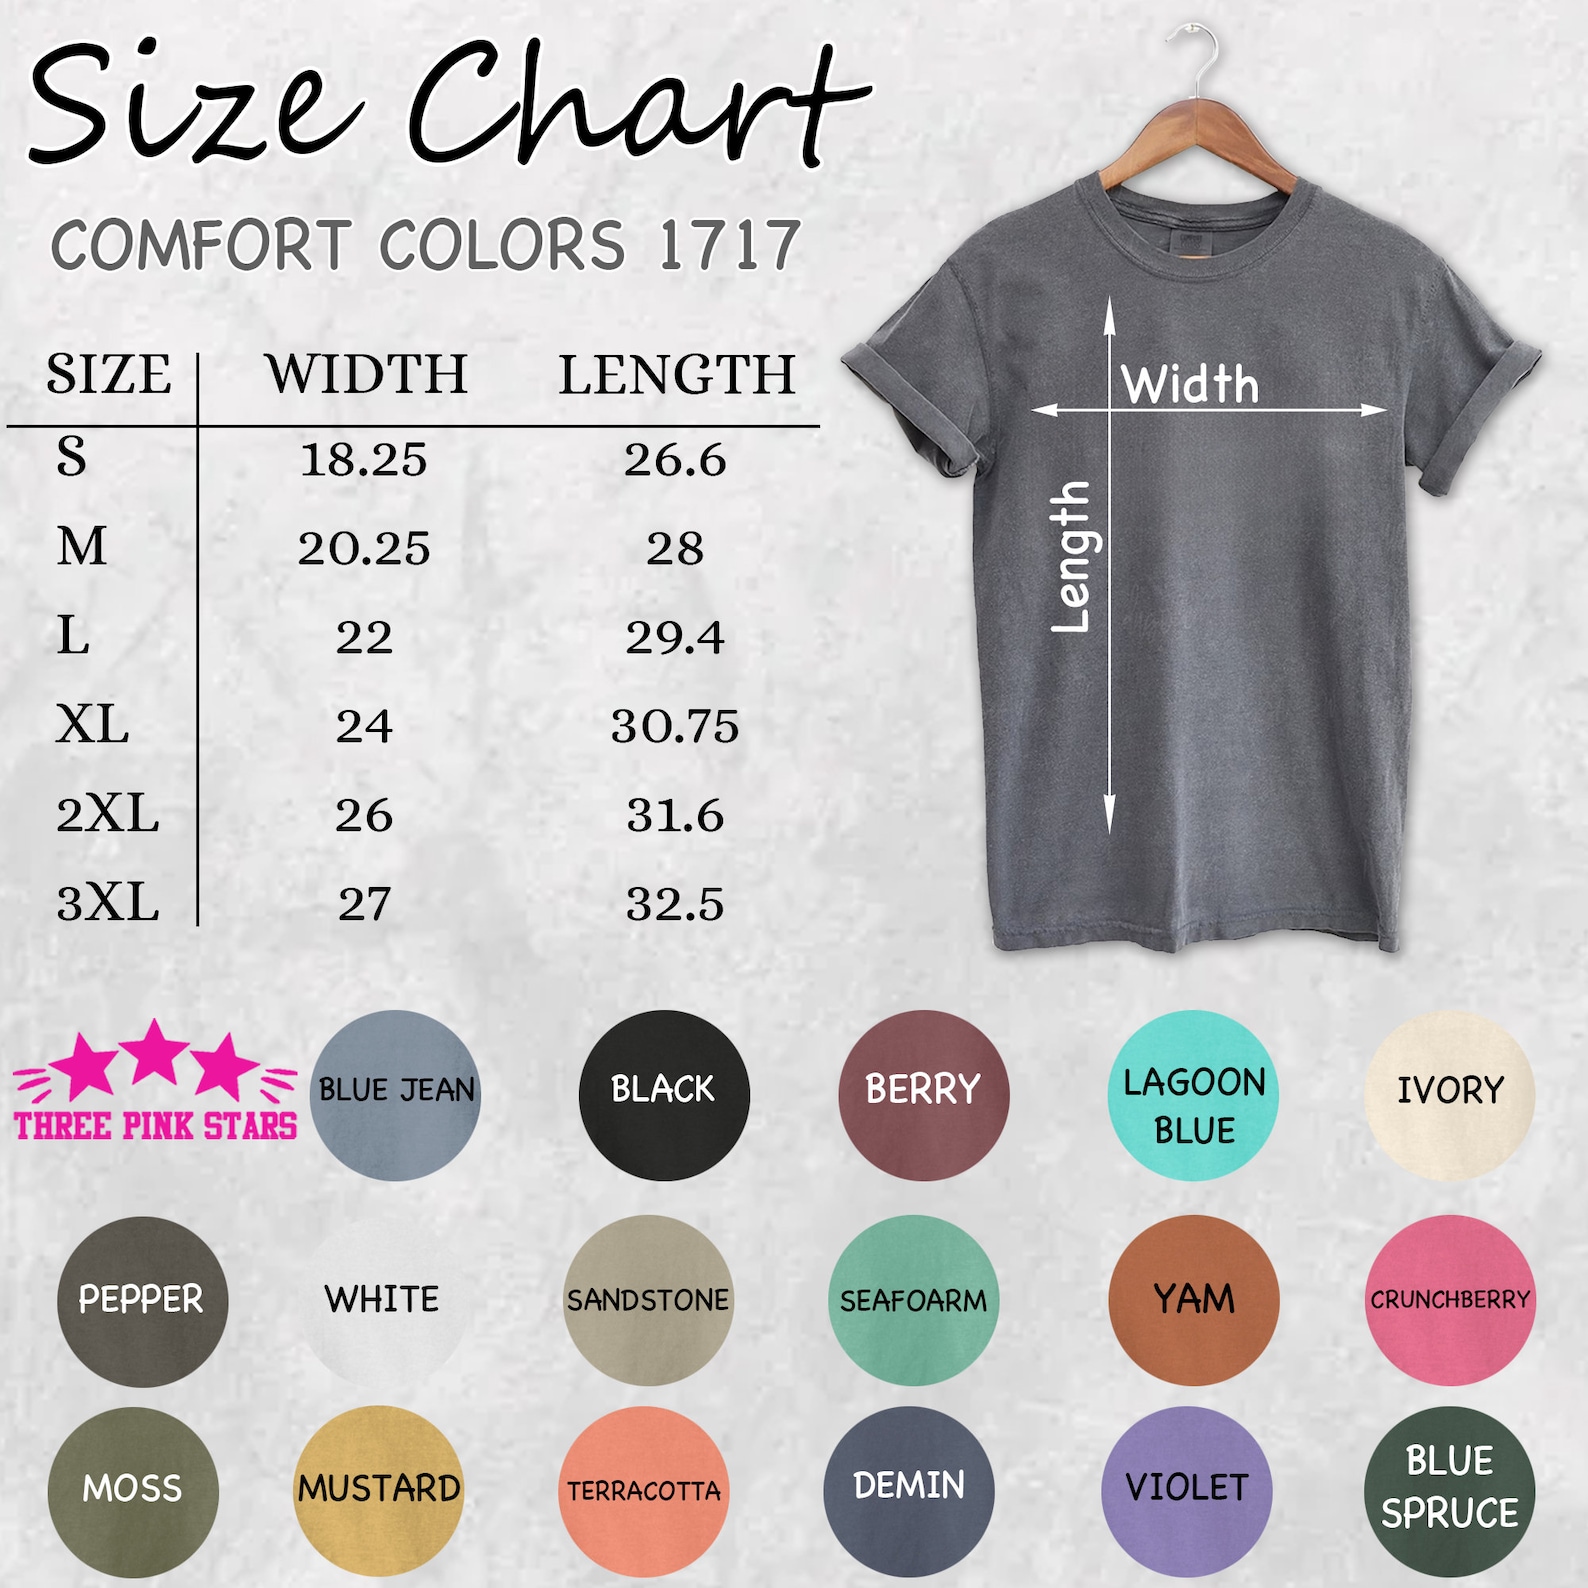 Size Chart
COMFORT COLORS 1717
SIZE WIDTH LENGTH
S 18.25 26.6
M 20.25 28
L 22 29.4
XL 24 30.75
2XL 26 31.6
3XL 27 32.5
Width
Length
THREE PINK STARS
BLUE JEAN
BLACK
BERRY
LAGOON
BLUE
IVORY
PEPPER
WHITE
SANDSTONE
SEAFOARM
YAM
CRUNCHBERRY
MOSS
MUSTARD
TERRACOTTA
DEMIN
VIOLET
BLUE
SPRUCE